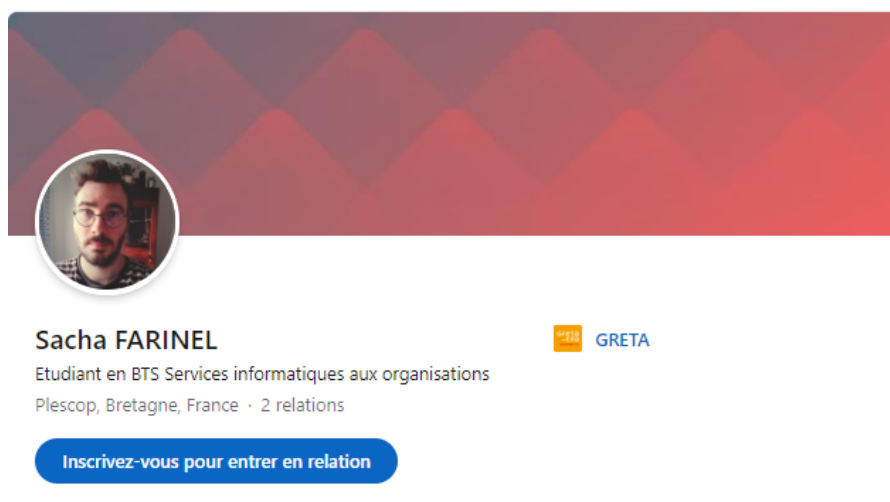 Sacha FARINEL
GRETA
Etudiant en BTS Services informatiques aux organisations
Plescop, Bretagne, France · 2 relations
Inscrivez-vous pour entrer en relation